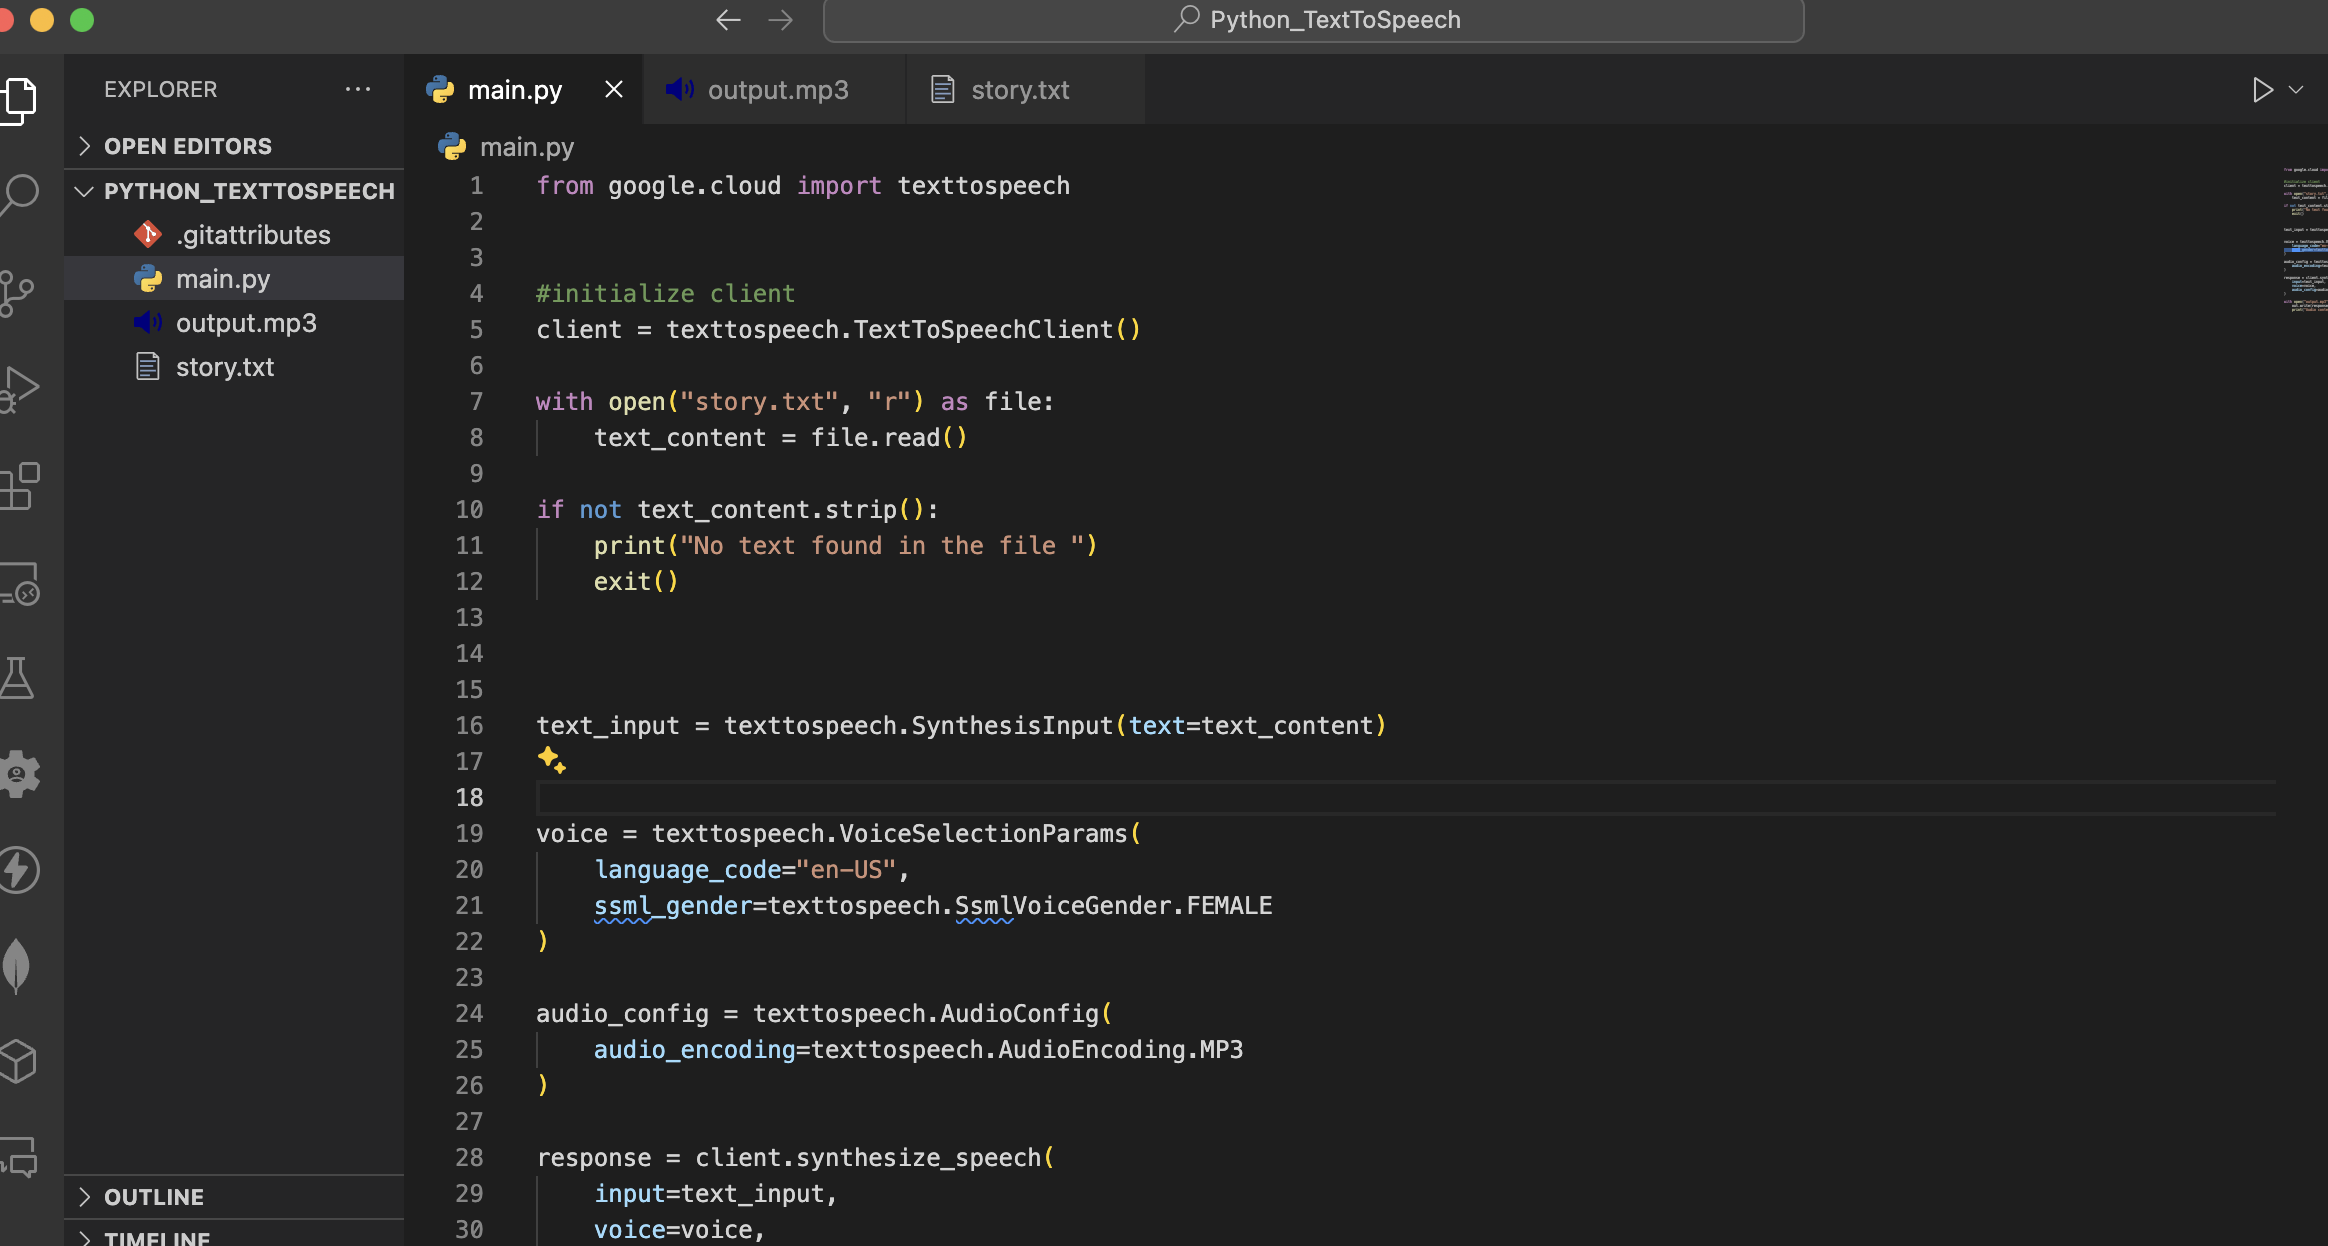 Python_TextToSpeech
EXPLORER
OPEN EDITORS
PYTHON_TEXTTOSPEECH
.gitattributes
main.py
output.mp3
story.txt
OUTLINE
TIMELINE
main.py
output.mp3
story.txt
main.py
1 from google.cloud import texttospeech
2
3
4 #initialize client
5 client = texttospeech.TextToSpeechClient()
6
7 with open("story.txt", "r") as file:
8     text_content = file.read()
9
10 if not text_content.strip():
11     print("No text found in the file ")
12     exit()
13
14
15
16 text_input = texttospeech.SynthesisInput(text=text_content)
17
18
19 voice = texttospeech.VoiceSelectionParams(
20     language_code="en-US",
21     ssml_gender=texttospeech.SsmlVoiceGender.FEMALE
22 )
23
24 audio_config = texttospeech.AudioConfig(
25     audio_encoding=texttospeech.AudioEncoding.MP3
26 )
27
28 response = client.synthesize_speech(
29     input=text_input,
30     voice=voice,